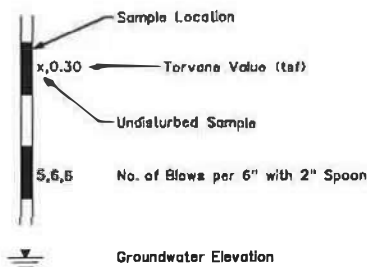 Sample Location
x,0.30 Torvane Value (tsf)
Undisturbed Sample
5,6,6 No. of Blows per 6" with 2" Spoon
Groundwater Elevation